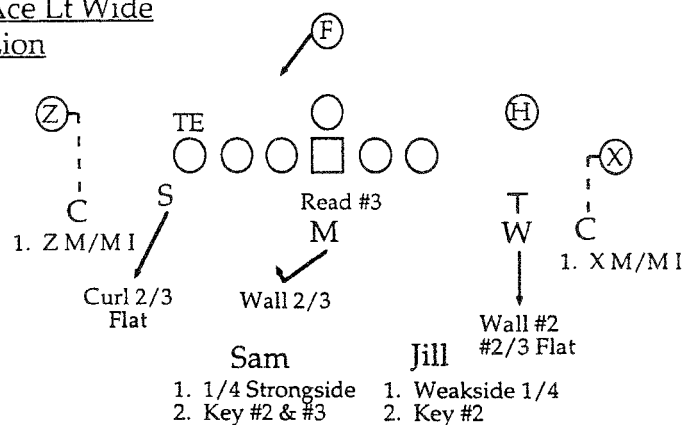 Ace Lt Wide
Lion
F
Z
TE
H
X
S
Read #3
T
C
M
W
C
1. Z M/M I
1. X M/M I
Curl 2/3
Flat
Wall 2/3
Wall #2
#2/3 Flat
Sam
1. 1/4 Strongside
2. Key #2 & #3
Jill
1. Weakside 1/4
2. Key #2